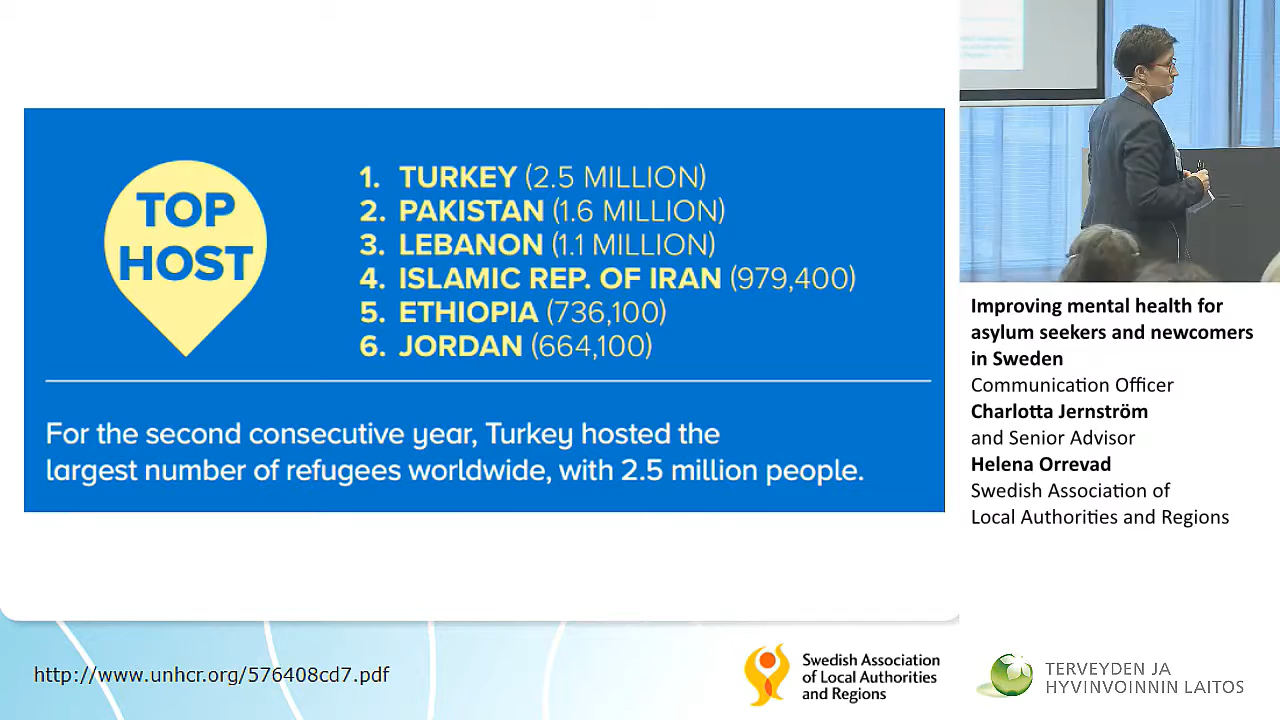 TOP
HOST
1. TURKEY (2.5 MILLION)
2. PAKISTAN (1.6 MILLION)
3. LEBANON (1.1 MILLION)
4. ISLAMIC REP. OF IRAN (979,400)
5. ETHIOPIA (736,100)
6. JORDAN (664,100)
For the second consecutive year, Turkey hosted the
largest number of refugees worldwide, with 2.5 million people.
http://www.unhcr.org/576408cd7.pdf
Swedish Association
of Local Authorities
and Regions
Improving mental health for
asylum seekers and newcomers
in Sweden
Communication Officer
Charlotta Jernström
and Senior Advisor
Helena Orrevad
Swedish Association of
Local Authorities and Regions
TERVEYDEN JA
HYVINVOINNIN LAITOS